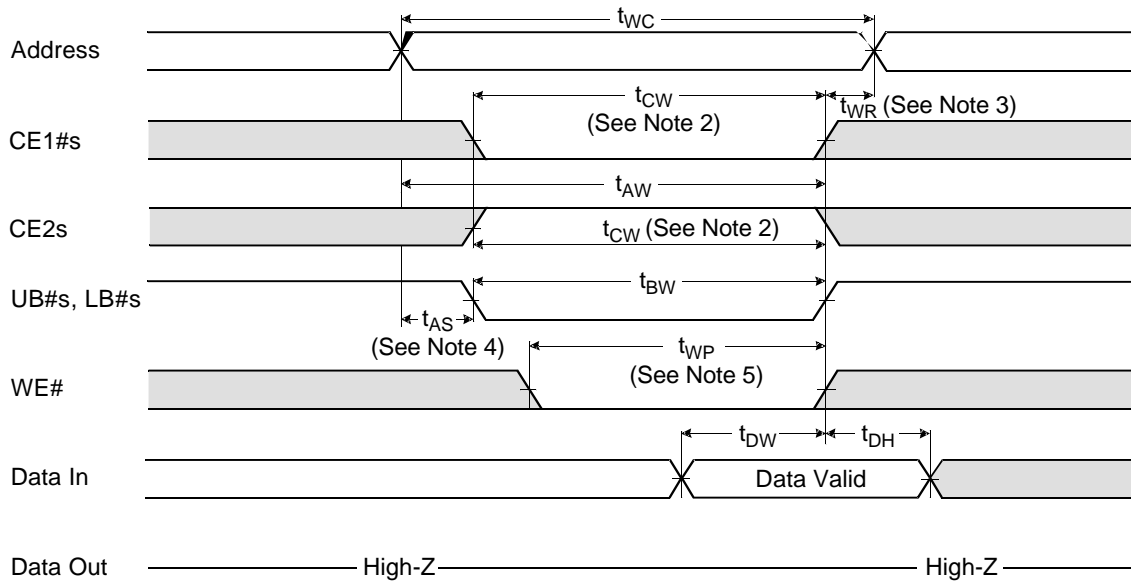 tWC
Address
tCW
(See Note 2)
tWR (See Note 3)
CE1#s
tAW
CE2s
tCW (See Note 2)
UB#s, LB#s
tBW
tAS
(See Note 4)
tWP
(See Note 5)
WE#
tDW
tDH
Data In
Data Valid
Data Out
High-Z
High-Z